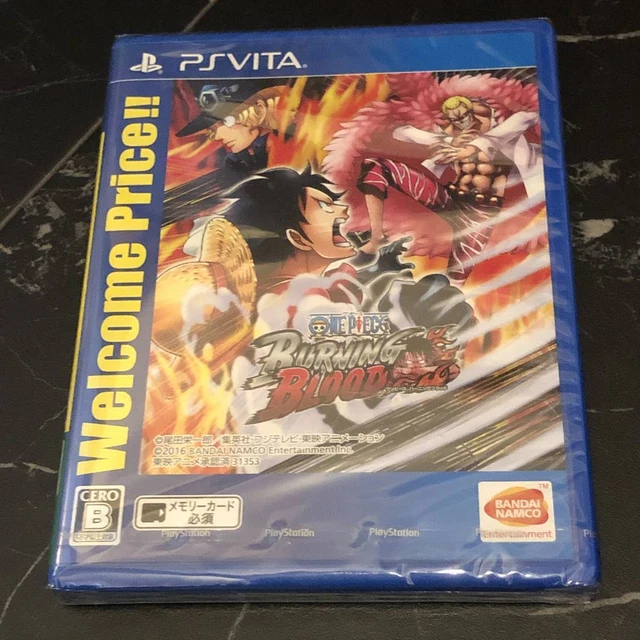 PSVITA
Welcome Price!!
ONE PIECE
BURNING
BLOOD
©尾田栄一郎/集英社・フジテレビ・東映アニメーション
©2016 BANDAI NAMCO Entertainment Inc.
東映アニメ承認済 31353
CERO
B
メモリーカード
必須
PlayStation
PlayStation
PlayStation
BANDAI
NAMCO
Entertainment
TM